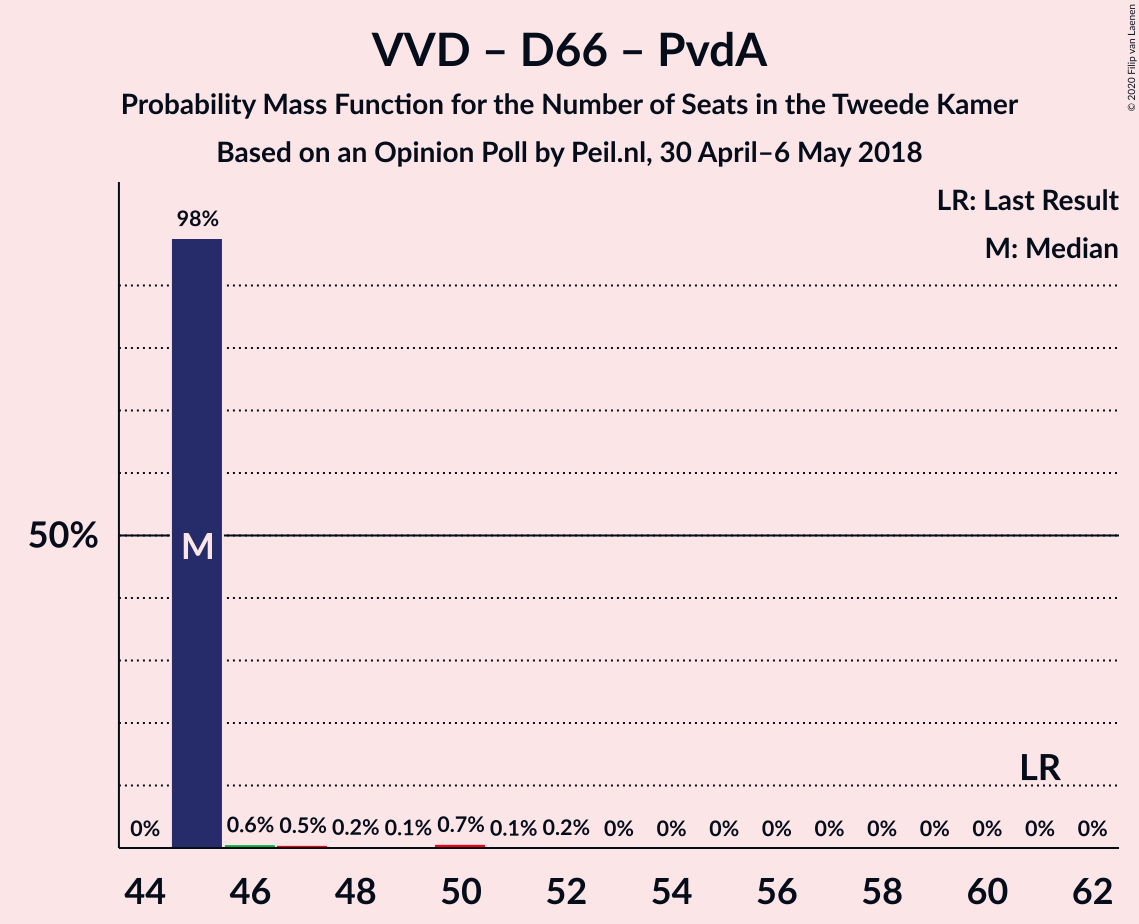 VVD – D66 – PvdA
Probability Mass Function for the Number of Seats in the Tweede Kamer
Based on an Opinion Poll by Peil.nl, 30 April–6 May 2018
© 2020 Filip van Laenen
LR: Last Result
M: Median
98%
50%
M
LR
0% 0.6% 0.5% 0.2% 0.1% 0.7% 0.1% 0.2% 0% 0% 0% 0% 0% 0% 0% 0% 0% 0%
44 46 48 50 52 54 56 58 60 62